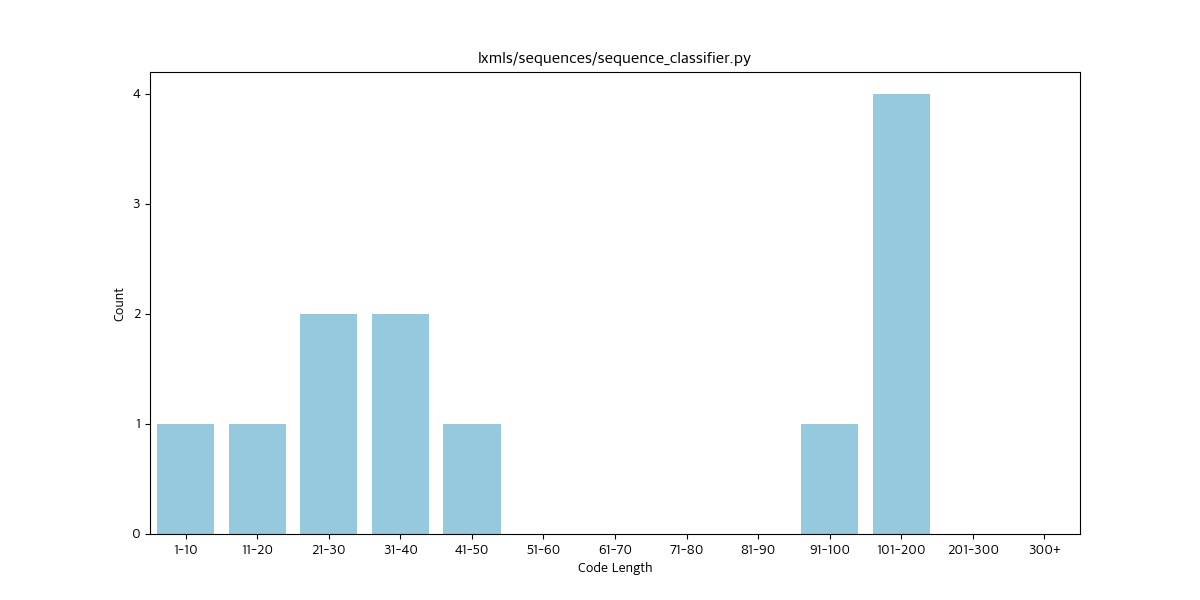 lxmls/sequences/sequence_classifier.py
4
3
2
1
0
Count
1-10 11-20 21-30 31-40 41-50 51-60 61-70 71-80 81-90 91-100 101-200 201-300 300+
Code Length